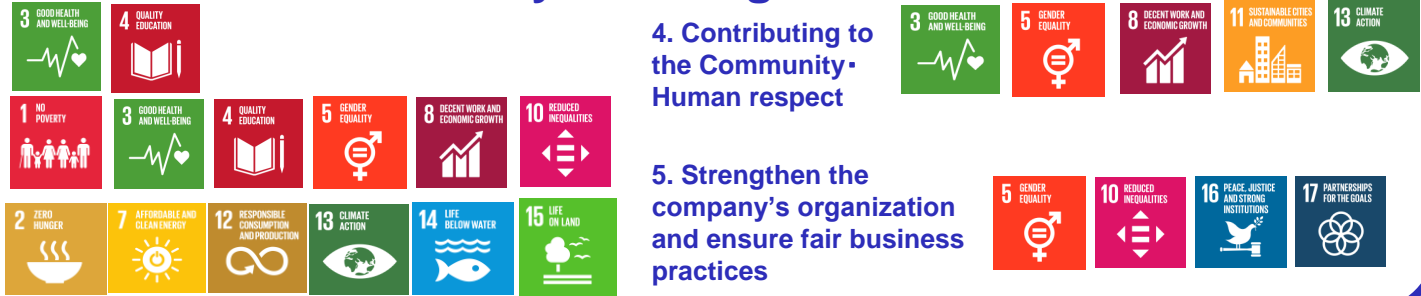 3 GOOD HEALTH
AND WELL-BEING
4 QUALITY
EDUCATION
1 NO
POVERTY
3 GOOD HEALTH
AND WELL-BEING
4 QUALITY
EDUCATION
5 GENDER
EQUALITY
8 DECENT WORK AND
ECONOMIC GROWTH
10 REDUCED
INEQUALITIES
2 ZERO
HUNGER
7 AFFORDABLE AND
CLEAN ENERGY
12 RESPONSIBLE
CONSUMPTION
AND PRODUCTION
13 CLIMATE
ACTION
14 LIFE
BELOW WATER
15 LIFE
ON LAND
4. Contributing to
the Community・
Human respect
3 GOOD HEALTH
AND WELL-BEING
5 GENDER
EQUALITY
8 DECENT WORK AND
ECONOMIC GROWTH
11 SUSTAINABLE CITIES
AND COMMUNITIES
13 CLIMATE
ACTION
5. Strengthen the
company's organization
and ensure fair business
practices
5 GENDER
EQUALITY
10 REDUCED
INEQUALITIES
16 PEACE, JUSTICE
AND STRONG
INSTITUTIONS
17 PARTNERSHIPS
FOR THE GOALS